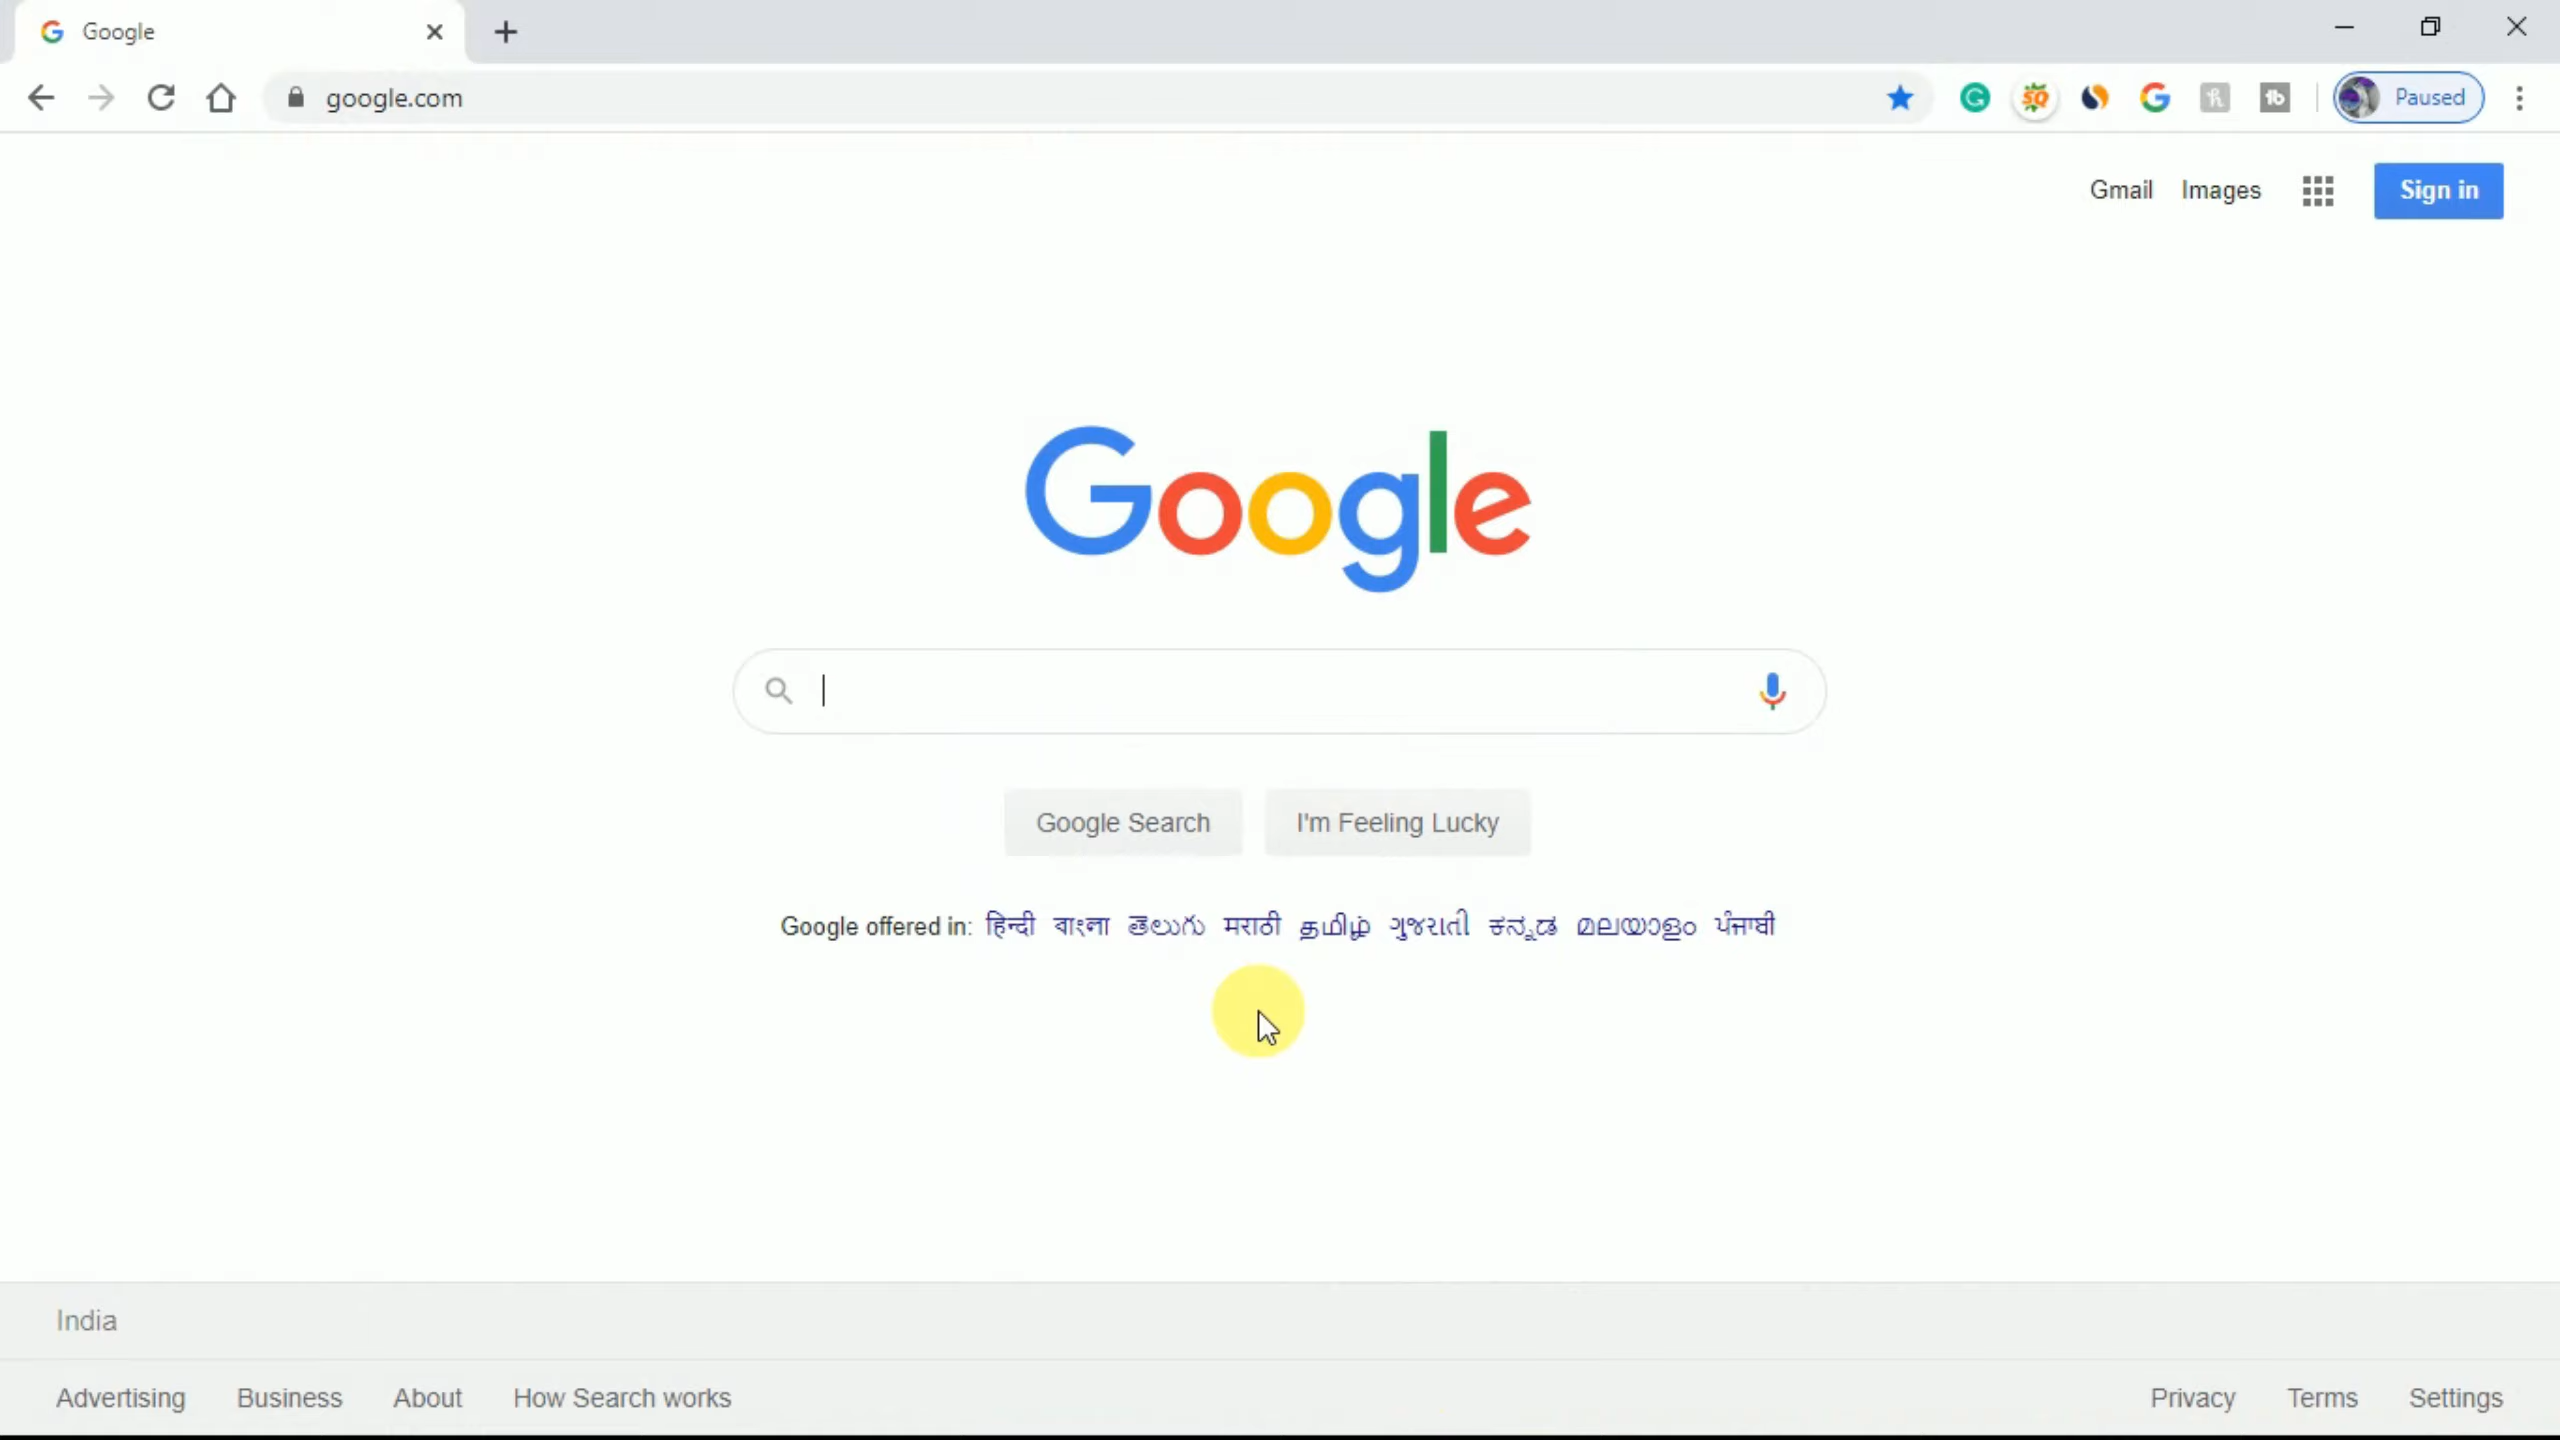 Google
google.com
Paused
Gmail Images Sign in
Google
Google Search I'm Feeling Lucky
Google offered in: हिन्दी বাংলা తెలుగు मराठी தமிழ் ગુજરાતી ಕನ್ನಡ മലയാളം ਪੰਜਾਬੀ
India
Advertising Business About How Search works Privacy Terms Settings